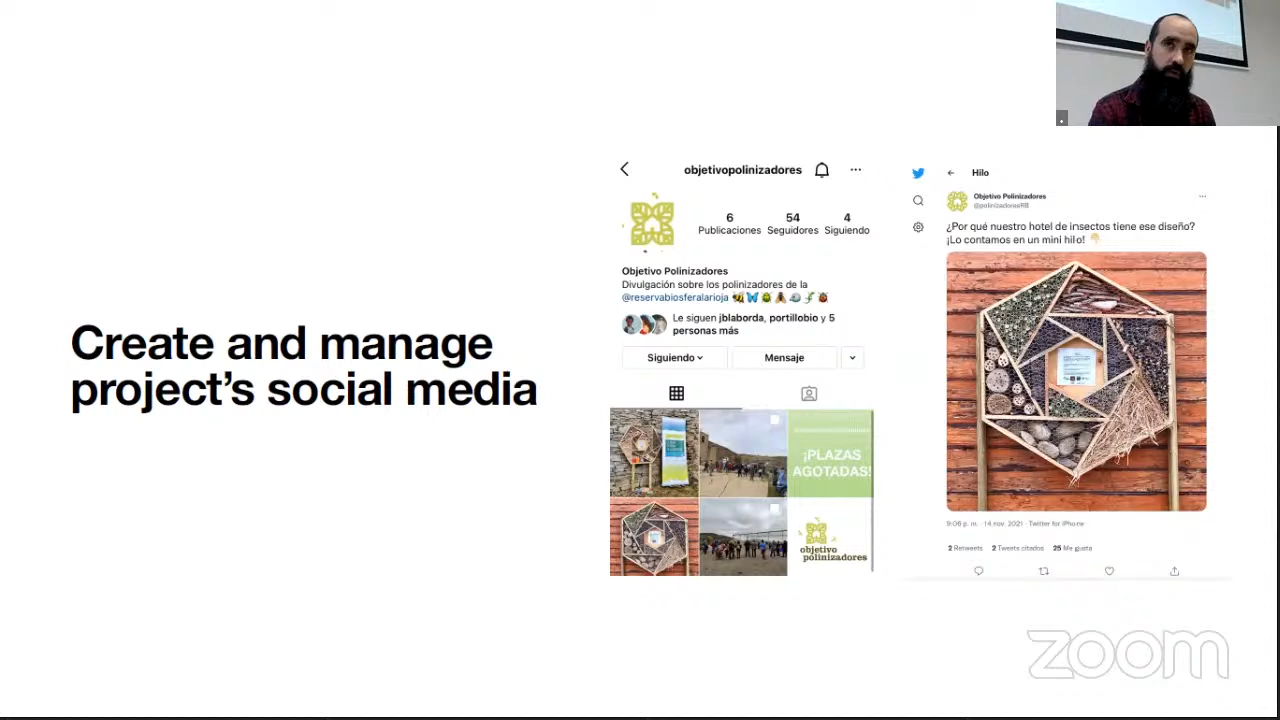 Create and manage
project's social media
objetivopolinizadores
6
54
4
Publicaciones
Seguidores
Siguiendo
Objetivo Polinizadores
Divulgación sobre los polinizadores de la
@reservabiosferalarioja
Le siguen jblaborda, portillobio y 5
personas más
Siguiendo
Mensaje
¡PLAZAS
AGOTADAS!
objetivo
polinizadores
Hilo
Objetivo Polinizadores
@polinizadoresRB
¿Por qué nuestro hotel de insectos tiene ese diseño?
¡Lo contamos en un mini hilo!
9:06 p. m. · 14 nov. 2021 · Twitter for iPhone
2 Retweets 2 Tweets citados 25 Me gusta
zoom